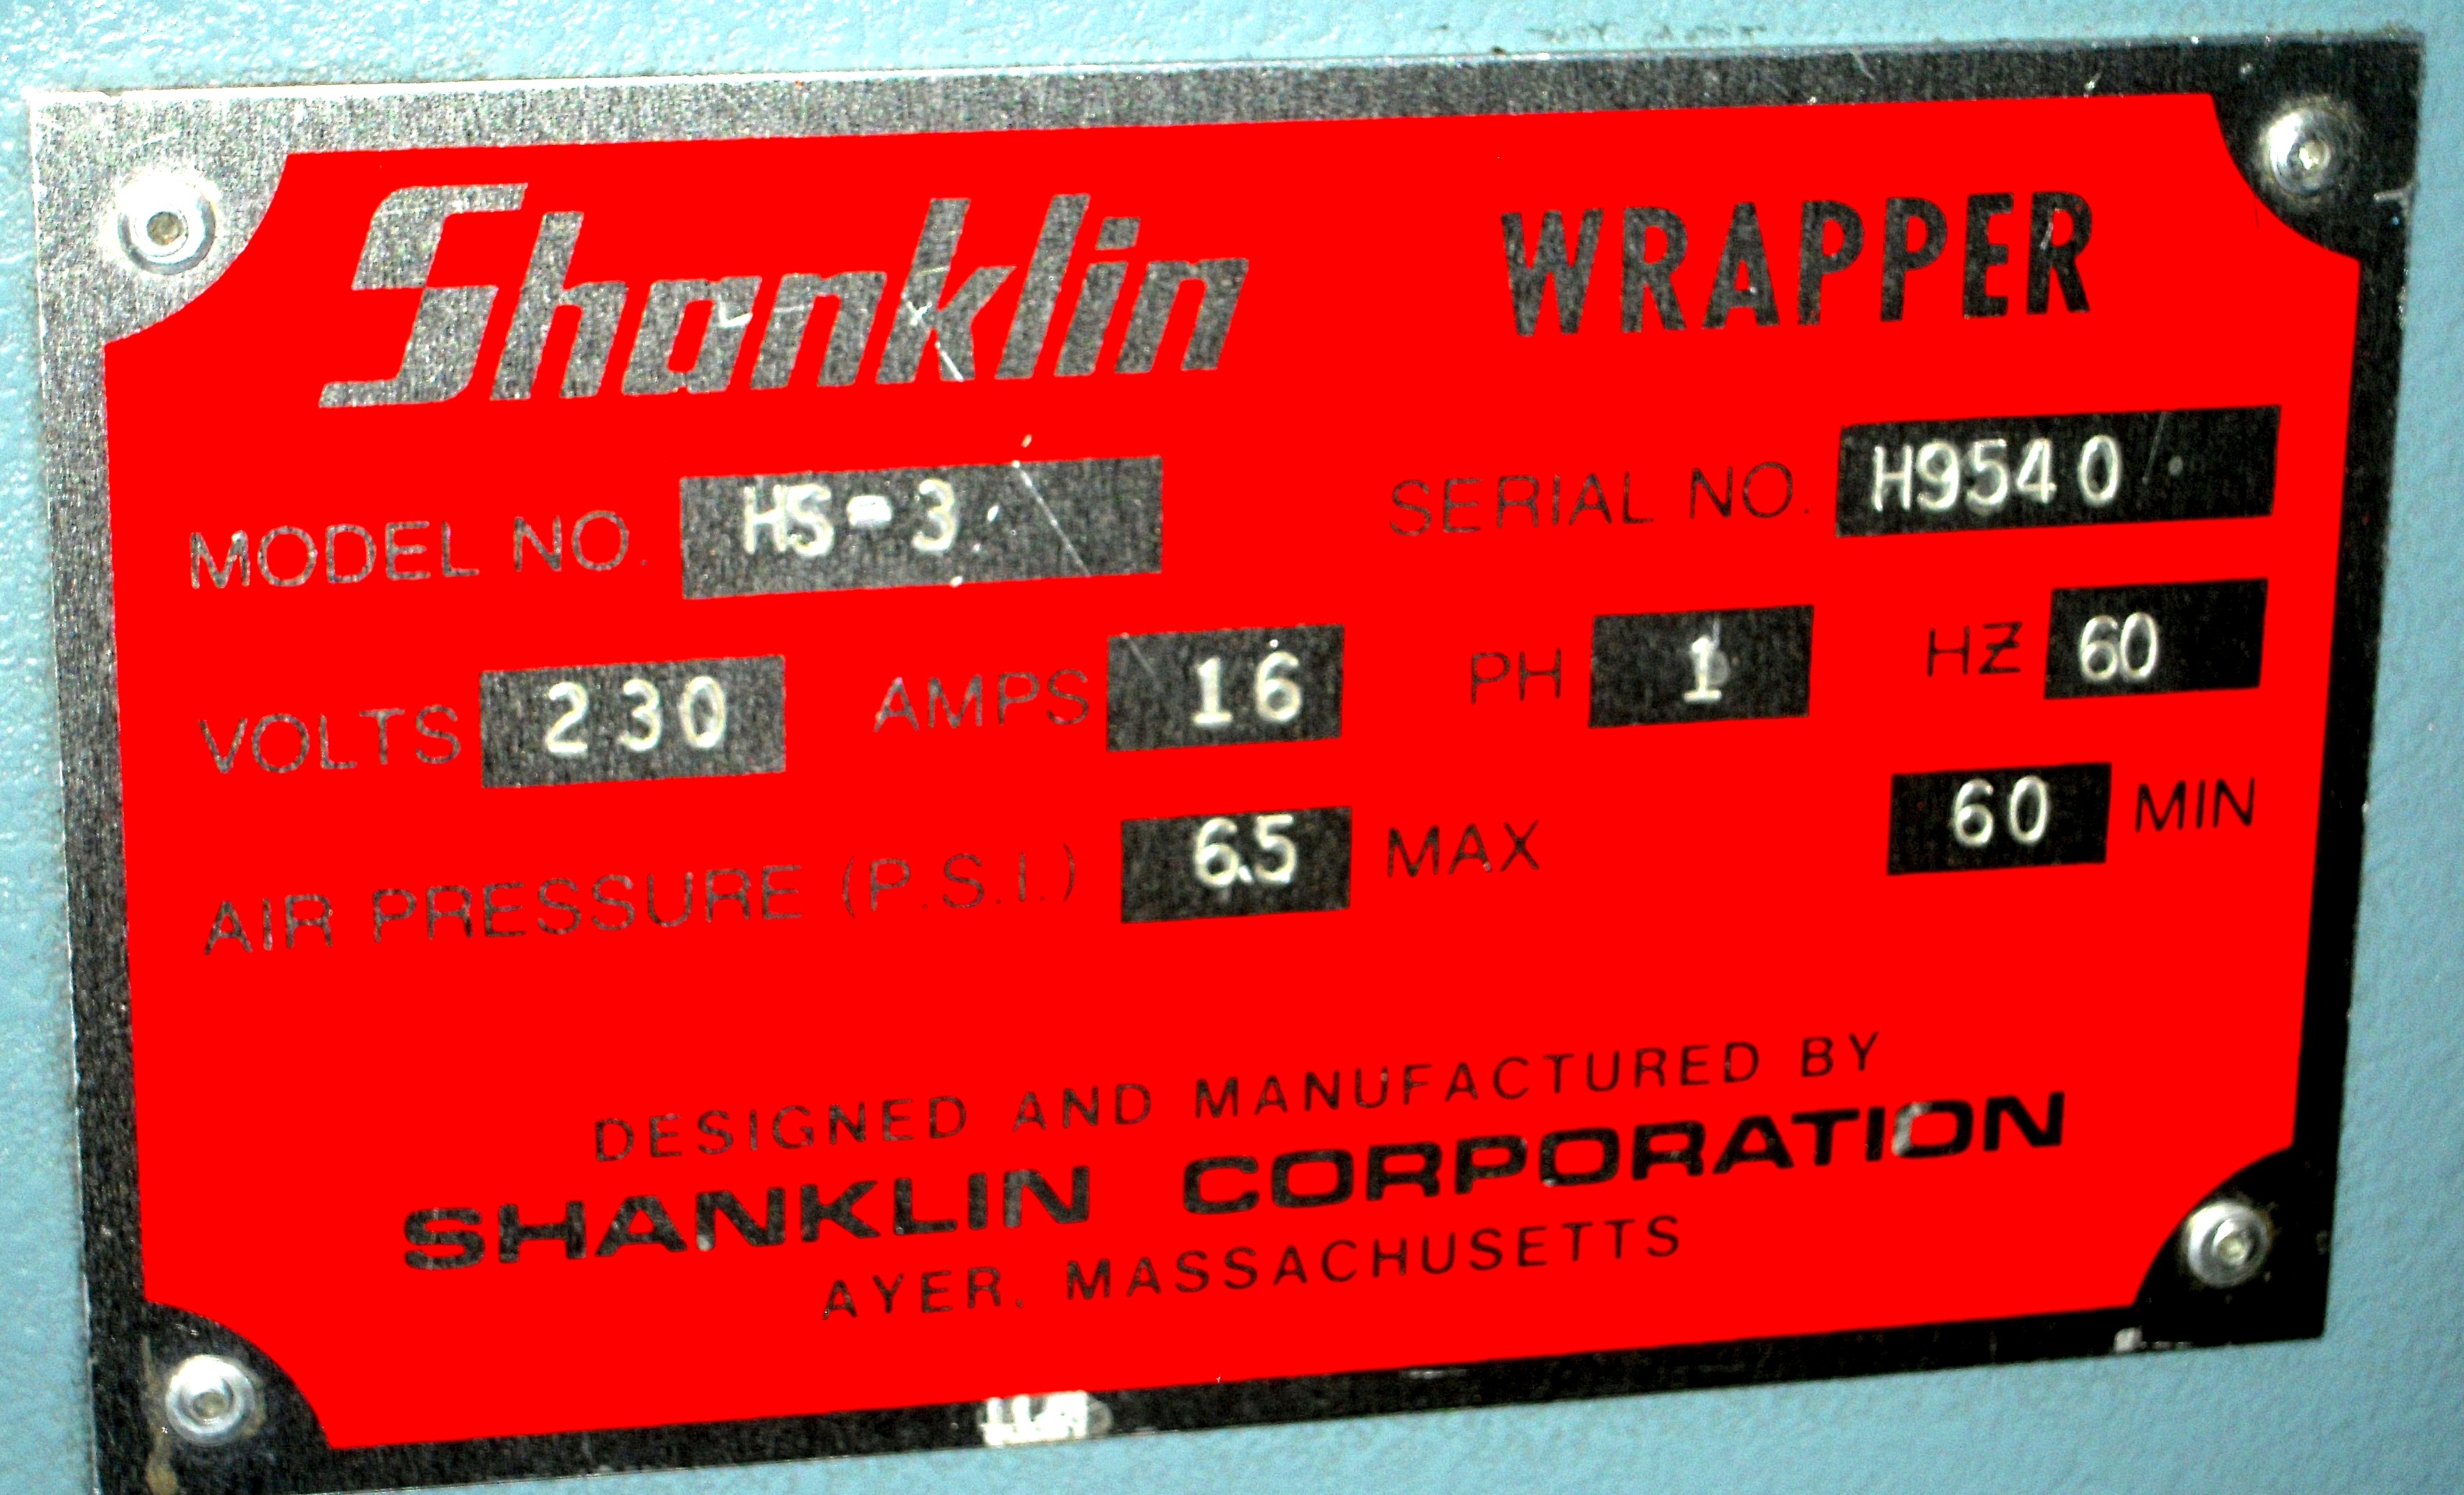 Shanklin WRAPPER
MODEL NO. HS-3 SERIAL NO. H9540
VOLTS 230 AMPS 16 PH 1 HZ 60
AIR PRESSURE (P.S.I.) 65 MAX 60 MIN
DESIGNED AND MANUFACTURED BY
SHANKLIN CORPORATION
AYER, MASSACHUSETTS